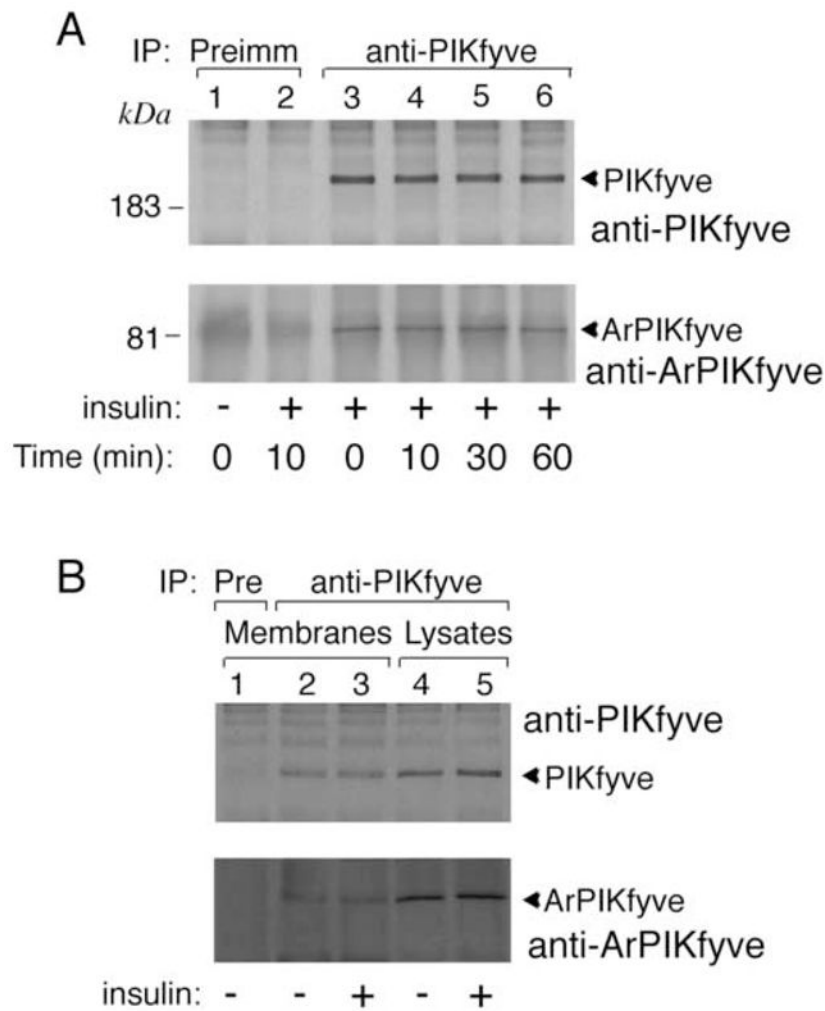 A
IP: Preimm anti-PIKfyve
1 2 3 4 5 6
kDa
PIKfyve
183
anti-PIKfyve
81
ArPIKfyve
anti-ArPIKfyve
insulin: - + + + + +
Time (min): 0 10 0 10 30 60
B
IP: Pre anti-PIKfyve
Membranes Lysates
1 2 3 4 5
anti-PIKfyve
PIKfyve
ArPIKfyve
anti-ArPIKfyve
insulin: - - + - +